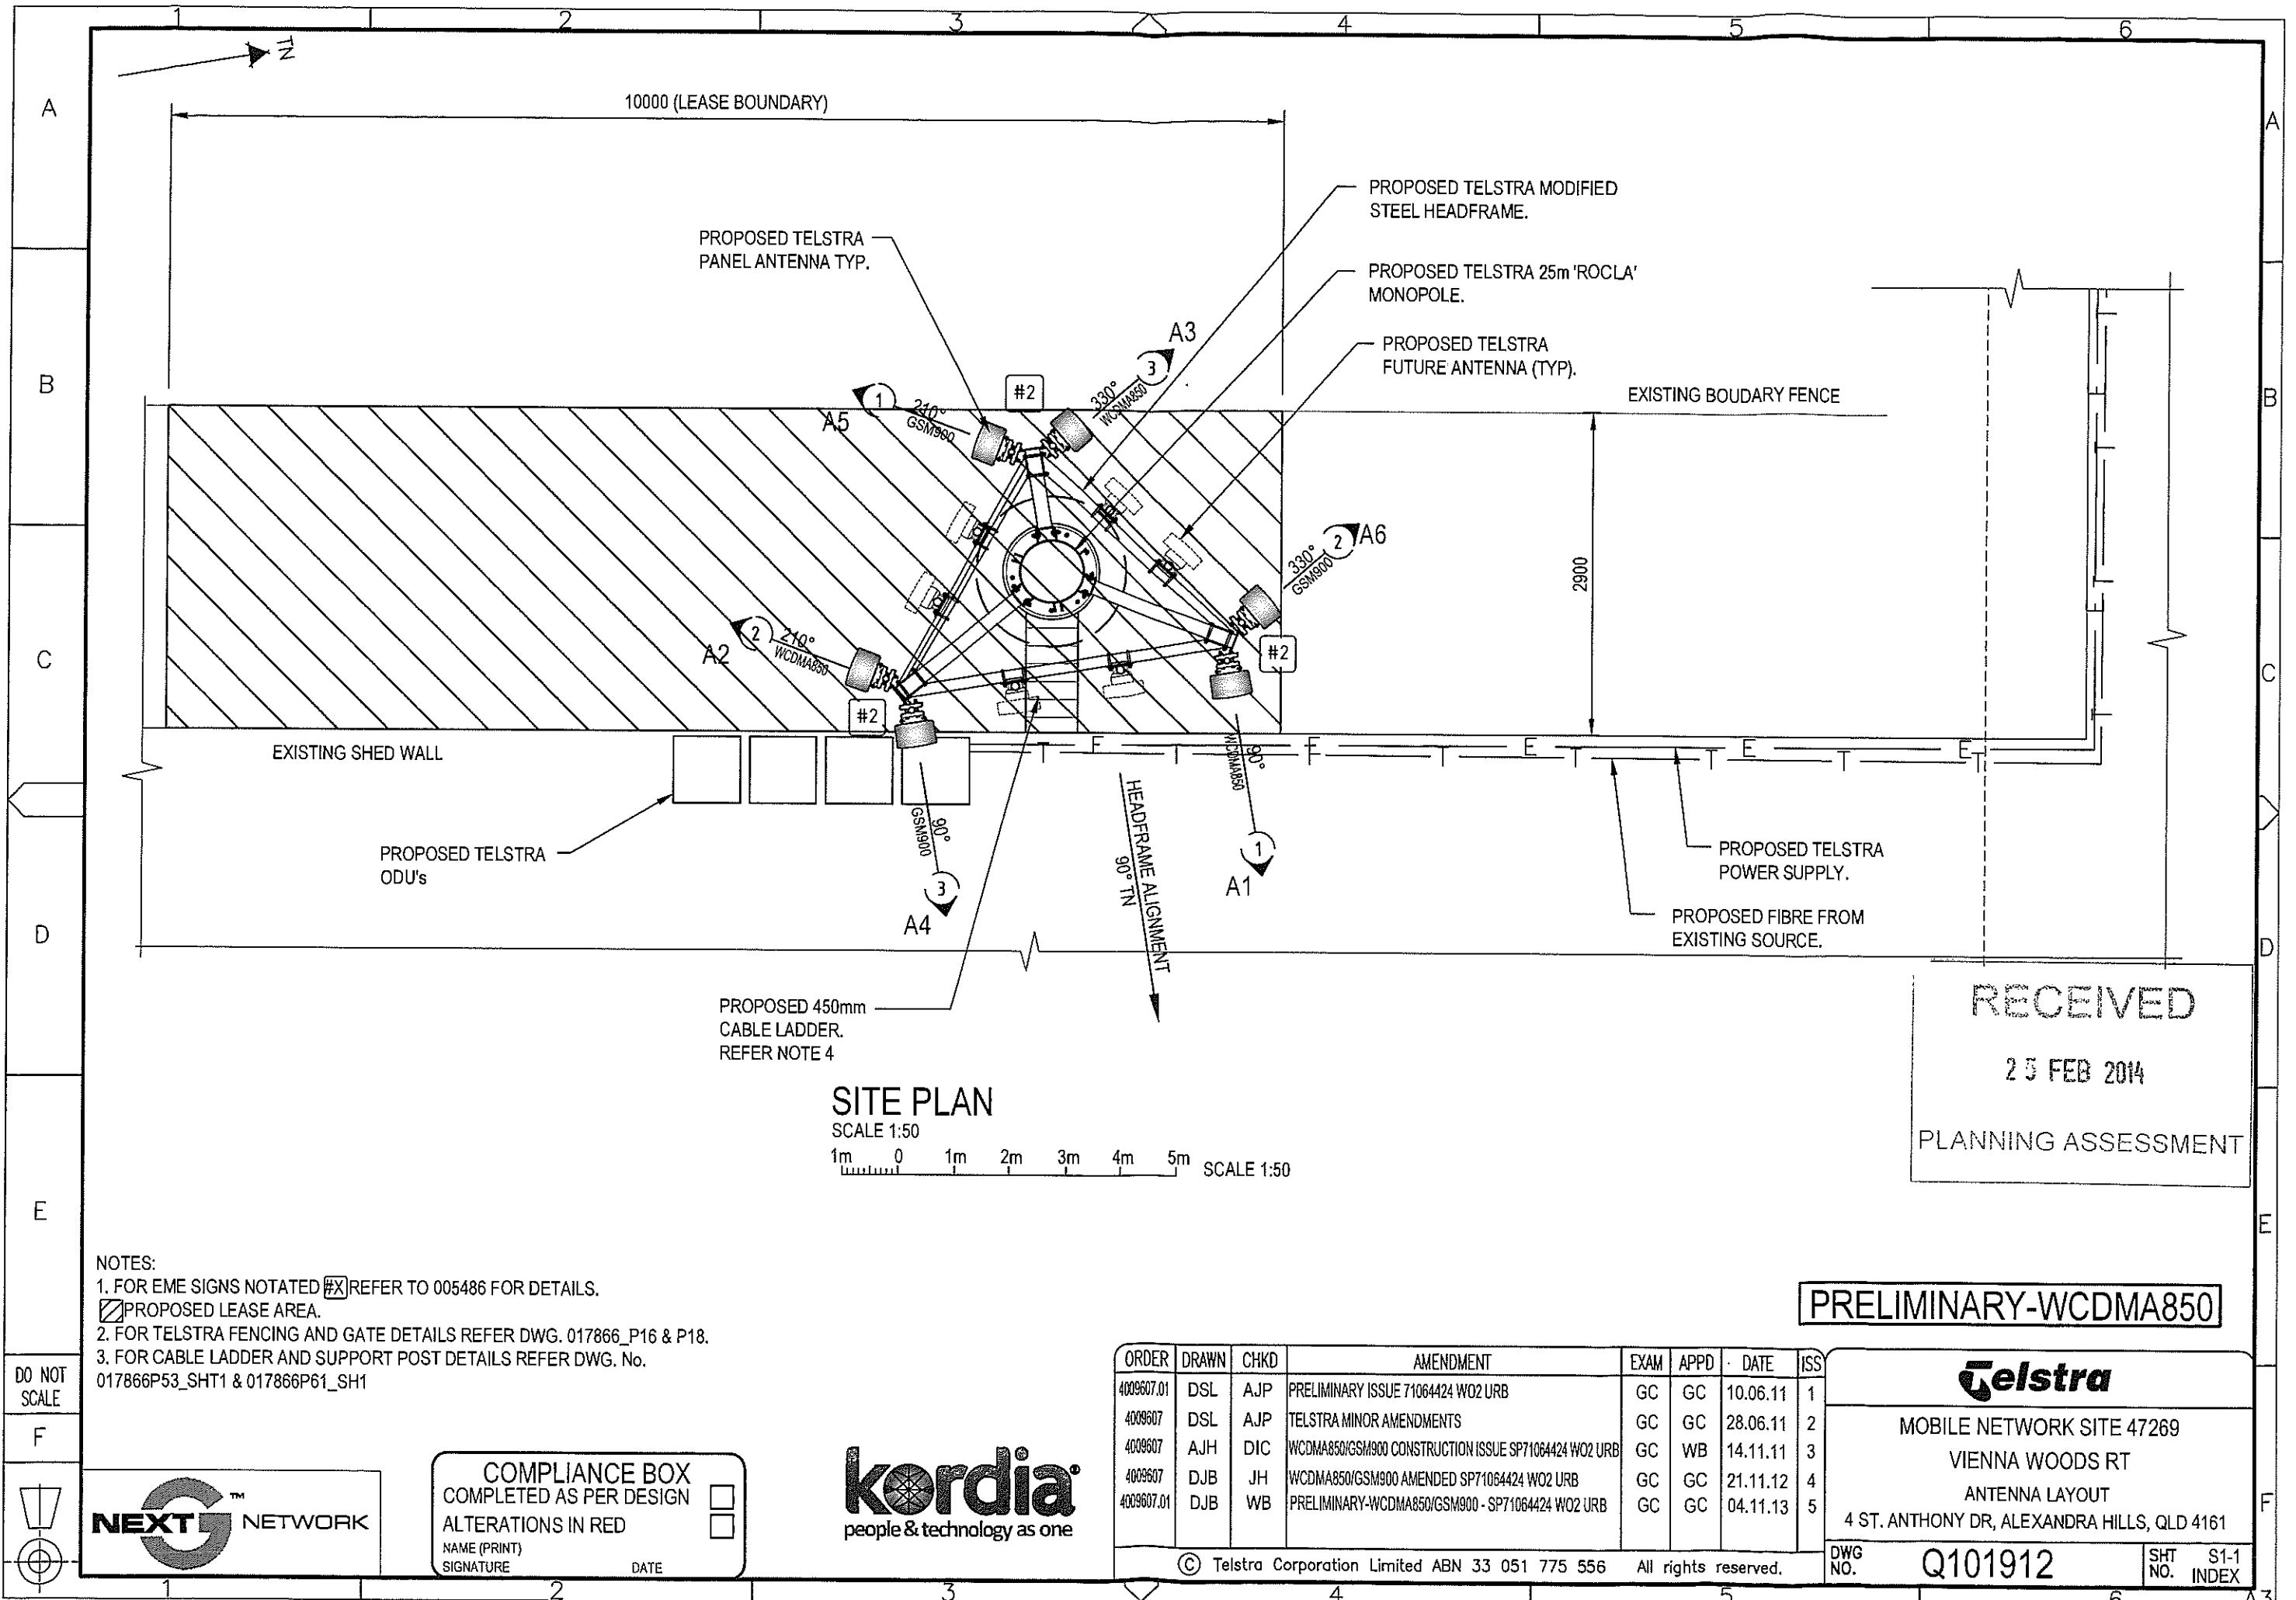 1 2 3 4 5 6
TN
A
A
B
B
C
C
D
D
E
E
F
F
10000 (LEASE BOUNDARY)
PROPOSED TELSTRA MODIFIED
STEEL HEADFRAME.
PROPOSED TELSTRA
PANEL ANTENNA TYP.
PROPOSED TELSTRA 25m 'ROCLA'
MONOPOLE.
PROPOSED TELSTRA
FUTURE ANTENNA (TYP).
EXISTING BOUDARY FENCE
A3
3
330°
WCDMA850
#2
1
210°
GSM900
A5
2900
A6
2
330°
GSM900
#2
A2
2
210°
WCDMA850
#2
EXISTING SHED WALL
T E T F T E T E T E T
90°
WCDMA850
1
A1
90°
GSM900
3
A4
HEADFRAME ALIGNMENT
90° TN
PROPOSED TELSTRA
ODU's
PROPOSED TELSTRA
POWER SUPPLY.
PROPOSED FIBRE FROM
EXISTING SOURCE.
PROPOSED 450mm
CABLE LADDER.
REFER NOTE 4
RECEIVED
25 FEB 2014
PLANNING ASSESSMENT
SITE PLAN
SCALE 1:50
1m 0 1m 2m 3m 4m 5m SCALE 1:50
NOTES:
1. FOR EME SIGNS NOTATED #X REFER TO 005486 FOR DETAILS.
PROPOSED LEASE AREA.
2. FOR TELSTRA FENCING AND GATE DETAILS REFER DWG. 017866_P16 & P18.
3. FOR CABLE LADDER AND SUPPORT POST DETAILS REFER DWG. No.
017866P53_SHT1 & 017866P61_SH1
DO NOT
SCALE
PRELIMINARY-WCDMA850
NEXT G™ NETWORK
COMPLIANCE BOX
COMPLETED AS PER DESIGN
ALTERATIONS IN RED
NAME (PRINT)
SIGNATURE DATE
kordia®
people & technology as one
ORDER DRAWN CHKD AMENDMENT EXAM APPD DATE ISS
4009607.01 DSL AJP PRELIMINARY ISSUE 71064424 WO2 URB GC GC 10.06.11 1
4009607 DSL AJP TELSTRA MINOR AMENDMENTS GC GC 28.06.11 2
4009607 AJH DIC WCDMA850/GSM900 CONSTRUCTION ISSUE SP71064424 WO2 URB GC WB 14.11.11 3
4009607 DJB JH WCDMA850/GSM900 AMENDED SP71064424 WO2 URB GC GC 21.11.12 4
4009607.01 DJB WB PRELIMINARY-WCDMA850/GSM900 - SP71064424 WO2 URB GC GC 04.11.13 5
© Telstra Corporation Limited ABN 33 051 775 556 All rights reserved.
Telstra
MOBILE NETWORK SITE 47269
VIENNA WOODS RT
ANTENNA LAYOUT
4 ST. ANTHONY DR, ALEXANDRA HILLS, QLD 4161
DWG
NO. Q101912
SHT
NO.
S1-1
INDEX
1 2 3 4 5 6 A3